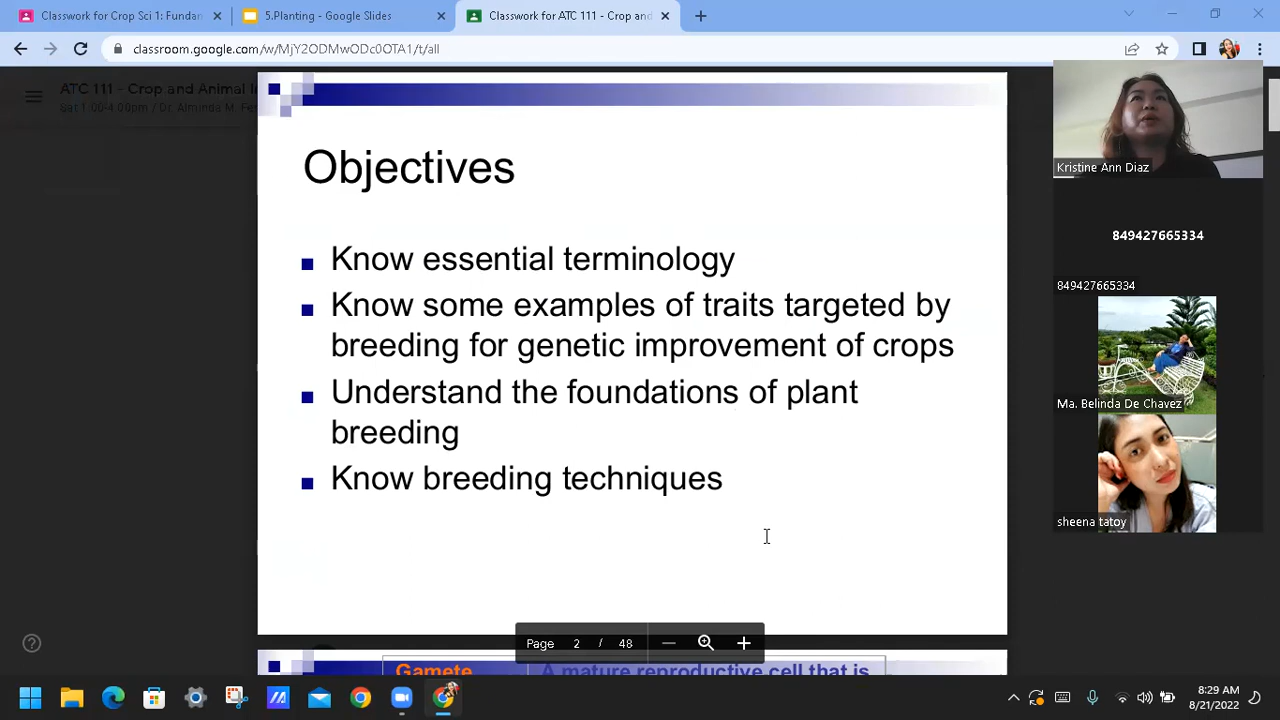 Classwork for Crop Sci 1: Fundam
5.Planting - Google Slides
Classwork for ATC 111 - Crop and
classroom.google.com/w/MjY2ODMwODc0OTA1/t/all
ATC 111 - Crop and Animal I
Sat 1:00-4:00pm / Dr. Alminda M. Fe
Objectives
Know essential terminology
Know some examples of traits targeted by
breeding for genetic improvement of crops
Understand the foundations of plant
breeding
Know breeding techniques
Kristine Ann Diaz
849427665334
849427665334
Ma. Belinda De Chavez
sheena tatoy
Page 2 / 48
Gamete A mature reproductive cell that is
8:29 AM
8/21/2022